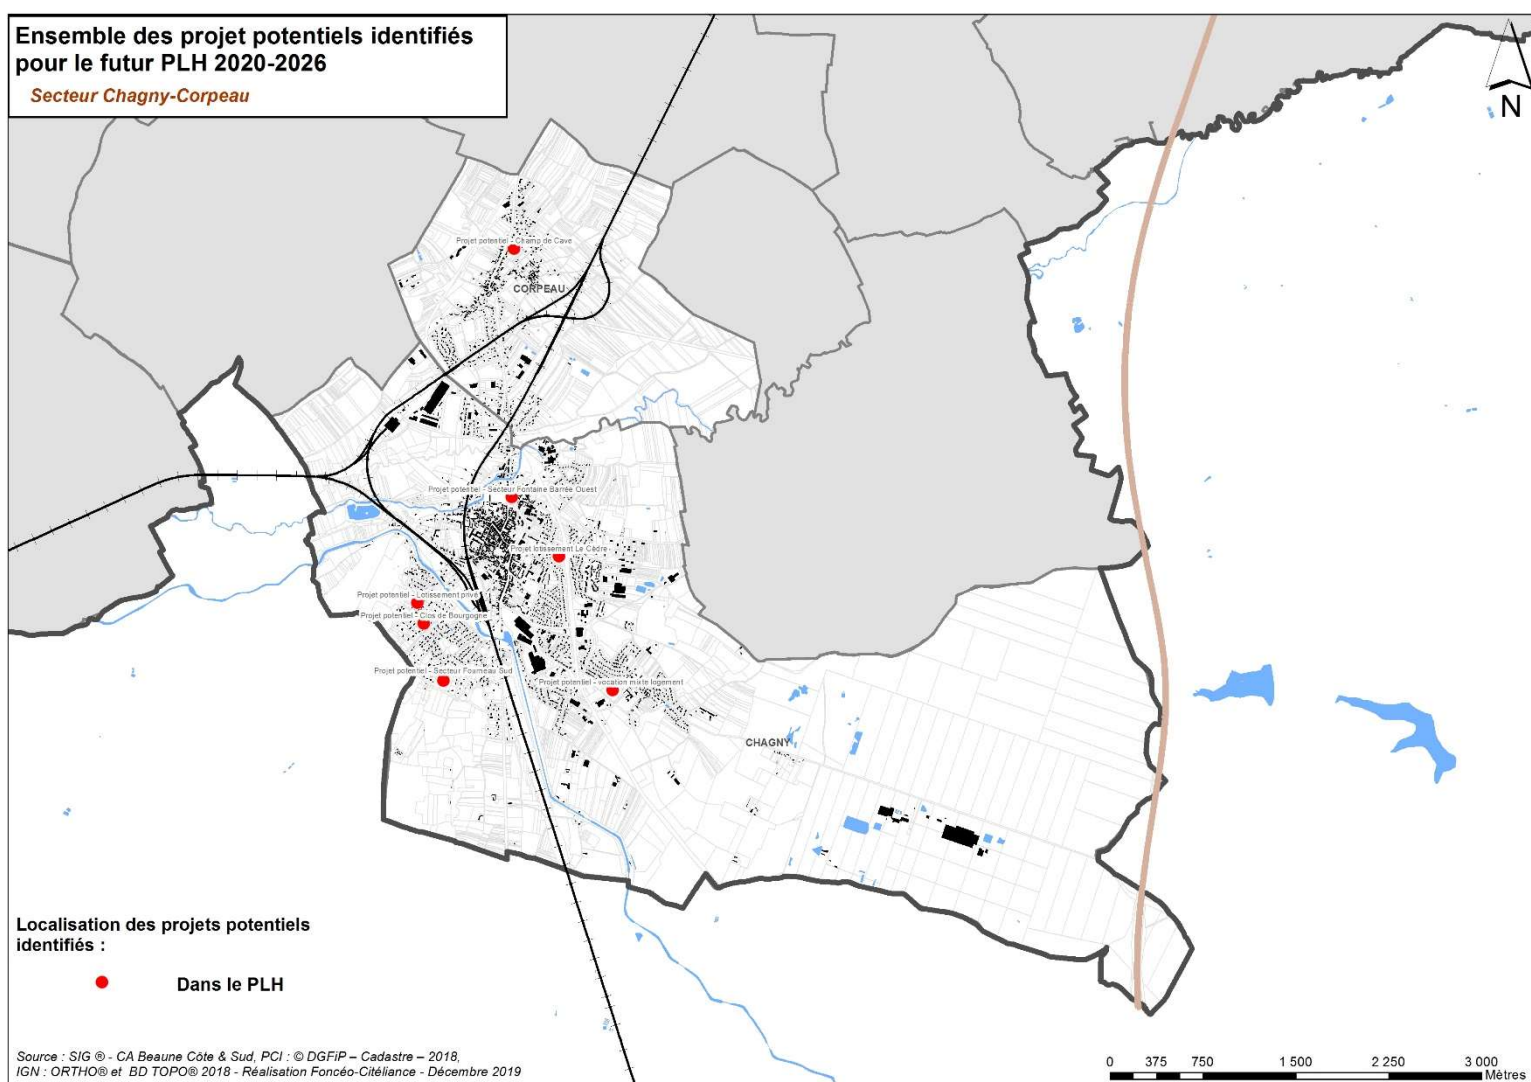 Ensemble des projet potentiels identifiés
pour le futur PLH 2020-2026
Secteur Chagny-Corpeau
N
Projet potentiel - Champ de Cave
CORPEAU
Projet potentiel - Secteur Fontaine Barrée Ouest
Projet lotissement Le Cèdre
Projet potentiel - Lotissement privé
Projet potentiel - Clos de Bourgogne
Projet potentiel - Secteur Fourneau Sud
Projet potentiel - vocation mixte logement
CHAGNY
Localisation des projets potentiels
identifiés :
Dans le PLH
Source : SIG ® - CA Beaune Côte & Sud, PCI : © DGFiP – Cadastre – 2018,
IGN : ORTHO® et BD TOPO® 2018 - Réalisation Foncéo-Citéliance - Décembre 2019
0 375 750 1 500 2 250 3 000
Mètres